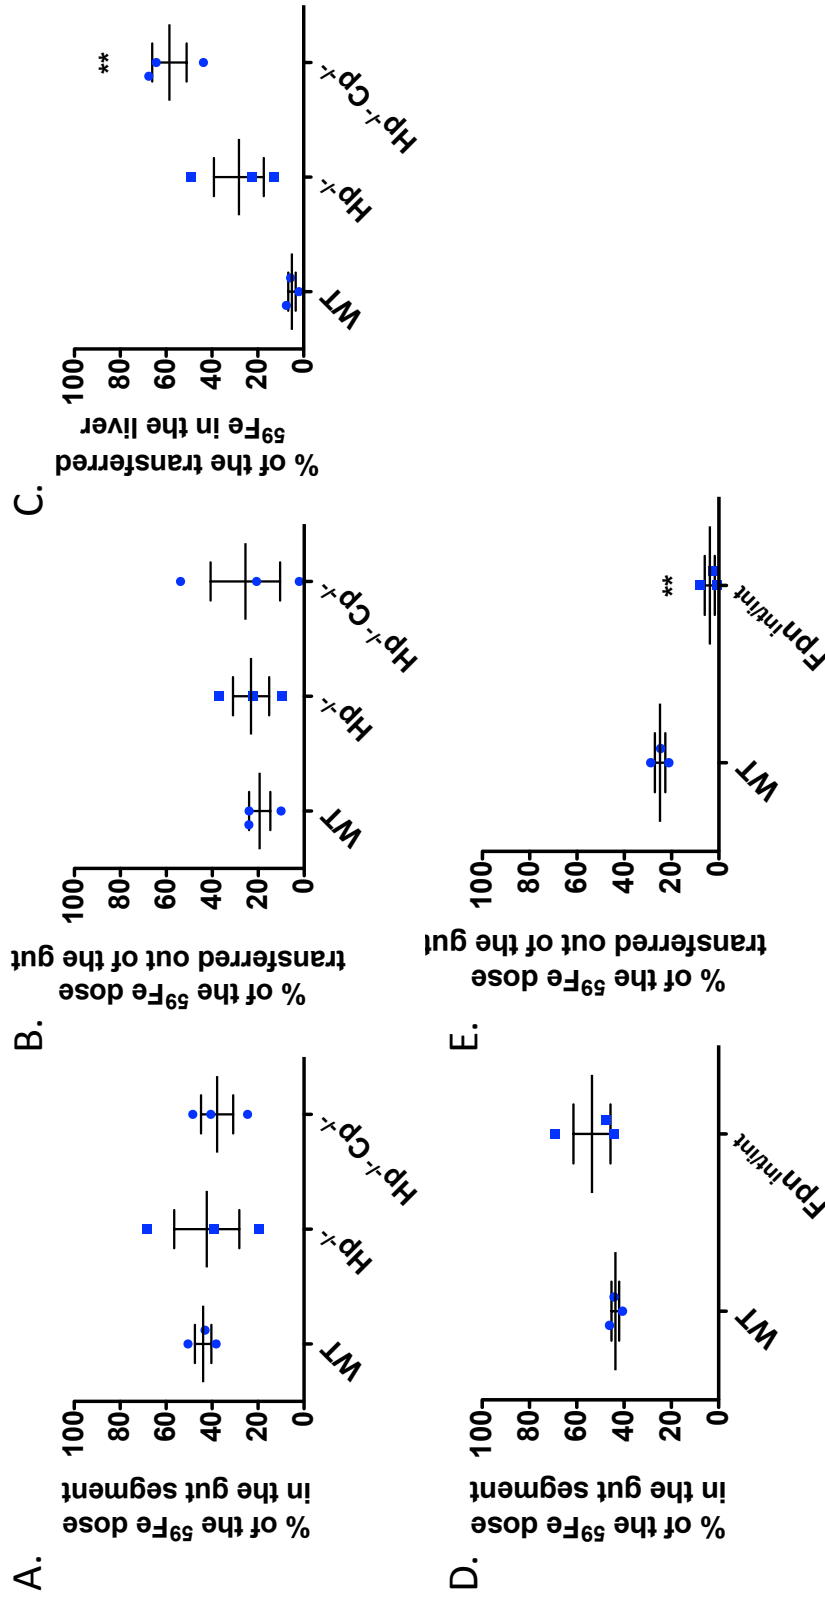 A.
% of the ⁵⁹Fe dose
in the gut segment
100
80
60
40
20
0
WT
Hp⁻/⁻
Hp⁻/⁻Cp⁻/⁻
B.
% of the ⁵⁹Fe dose
transferred out of the gut
100
80
60
40
20
0
WT
Hp⁻/⁻
Hp⁻/⁻Cp⁻/⁻
C.
% of the transferred
⁵⁹Fe in the liver
100
80
60
40
20
0
**
WT
Hp⁻/⁻
Hp⁻/⁻Cp⁻/⁻
D.
% of the ⁵⁹Fe dose
in the gut segment
100
80
60
40
20
0
WT
Fpnᴵⁿᵗ/ⁱⁿᵗ
E.
% of the ⁵⁹Fe dose
transferred out of the gut
100
80
60
40
20
0
**
WT
Fpnᴵⁿᵗ/ⁱⁿᵗ